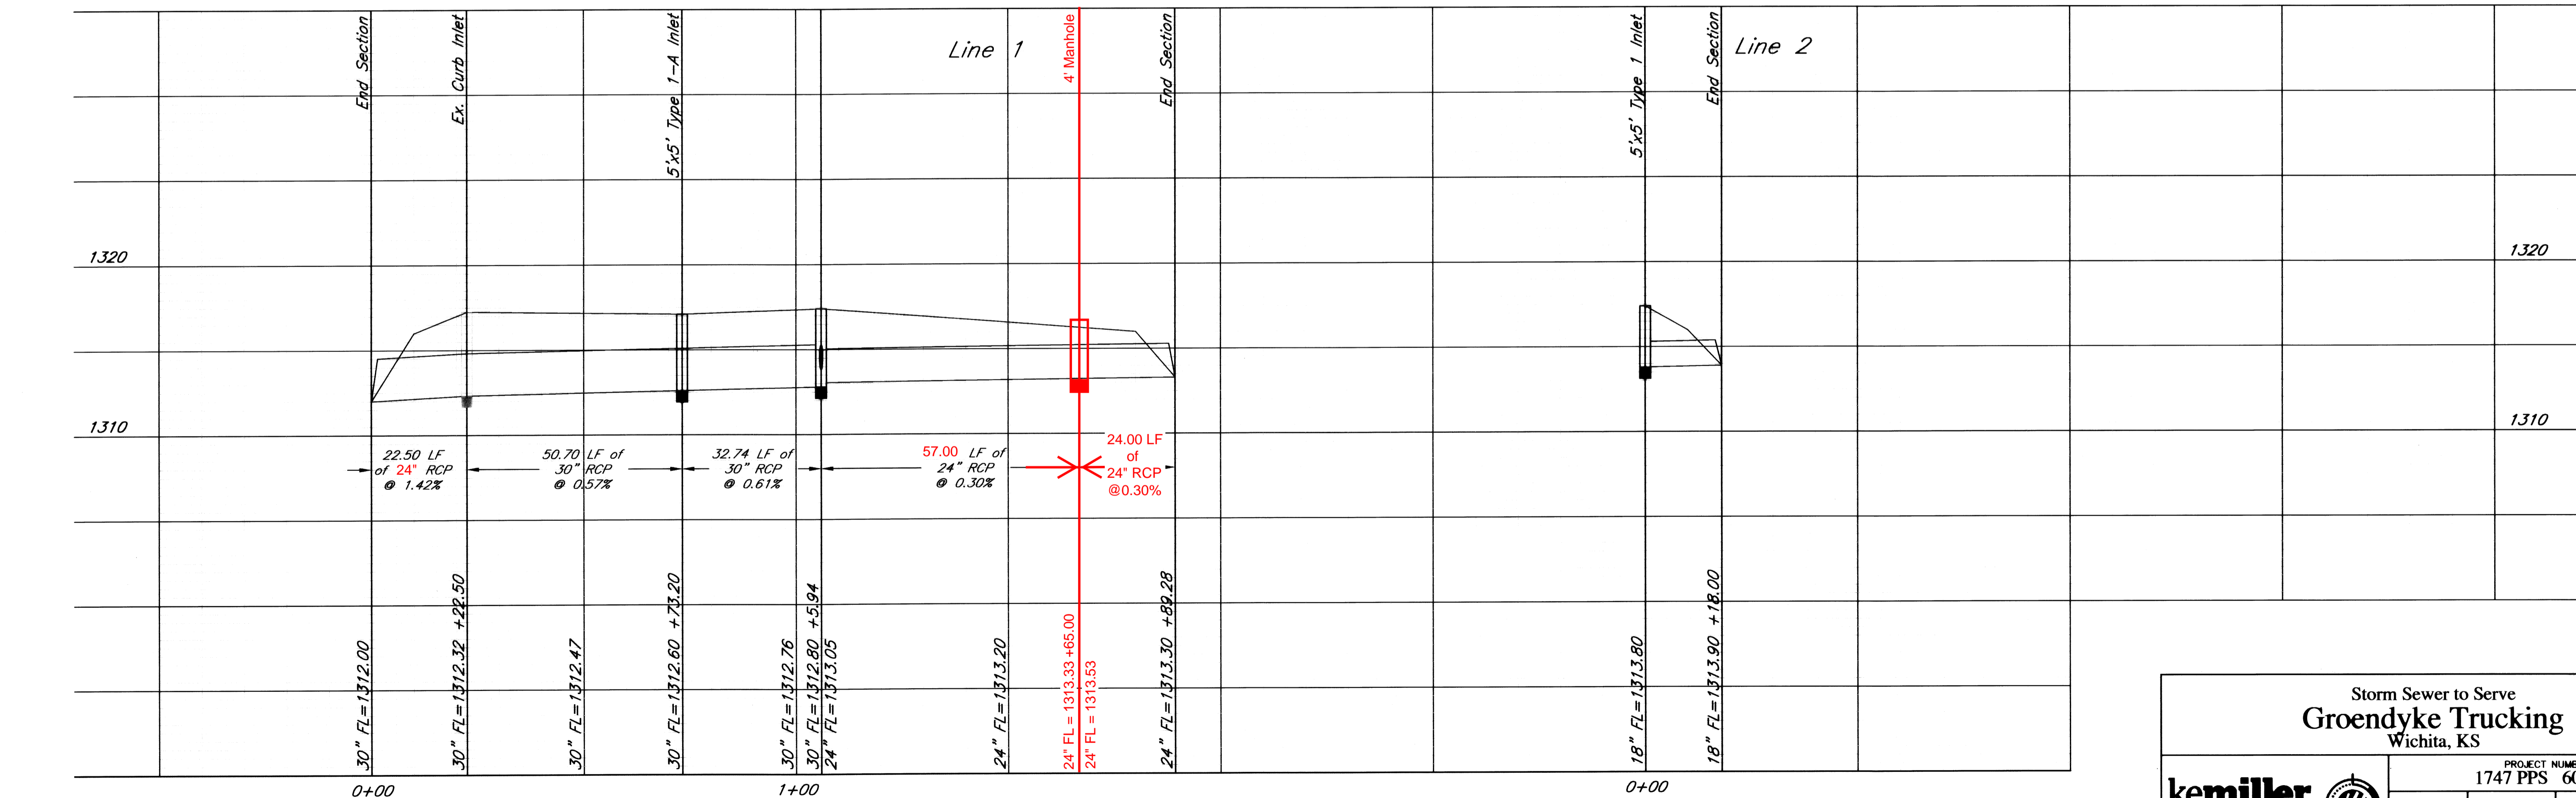 End Section
Ex. Curb Inlet
5'x5' Type 1-A Inlet
Line 1
4' Manhole
End Section
5'x5' Type 1 Inlet
End Section
Line 2
1320
1320
1310
1310
22.50 LF
of 24" RCP
@ 1.42%
50.70 LF of
30" RCP
@ 0.57%
32.74 LF of
30" RCP
@ 0.61%
57.00 LF of
24" RCP
@ 0.30%
24.00 LF
of
24" RCP
@0.30%
30" FL=1312.00
30" FL=1312.32 +22.50
30" FL=1312.47
30" FL=1312.60 +73.20
30" FL=1312.76
30" FL=1312.80 +5.94
24" FL=1313.05
24" FL=1313.20
24" FL = 1313.33 +65.00
24" FL = 1313.53
24" FL=1313.30 +89.28
18" FL=1313.80
18" FL=1313.90 +18.00
0+00
1+00
0+00
Storm Sewer to Serve
Groendyke Trucking
Wichita, KS
kemiller
PROJECT
1747 PPS